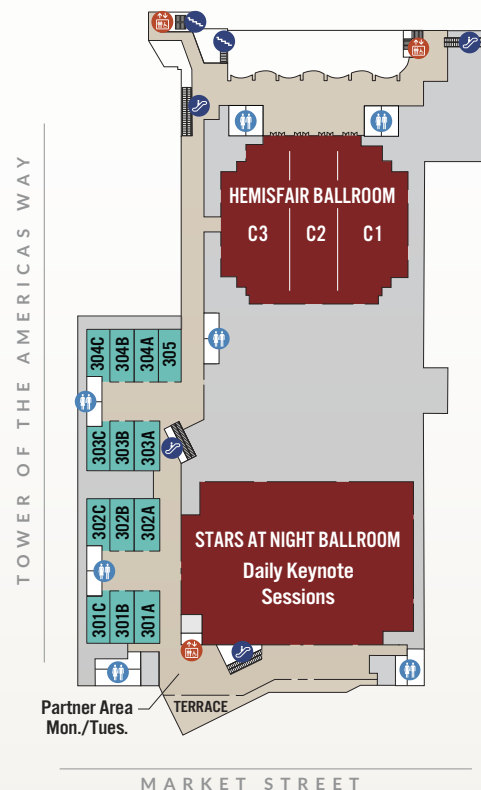 HEMISFAIR BALLROOM
C3
C2
C1
TOWER OF THE AMERICAS WAY
304C
304B
304A
305
303C
303B
303A
302C
302B
302A
301C
301B
301A
STARS AT NIGHT BALLROOM
Daily Keynote
Sessions
Partner Area
Mon./Tues.
TERRACE
MARKET STREET